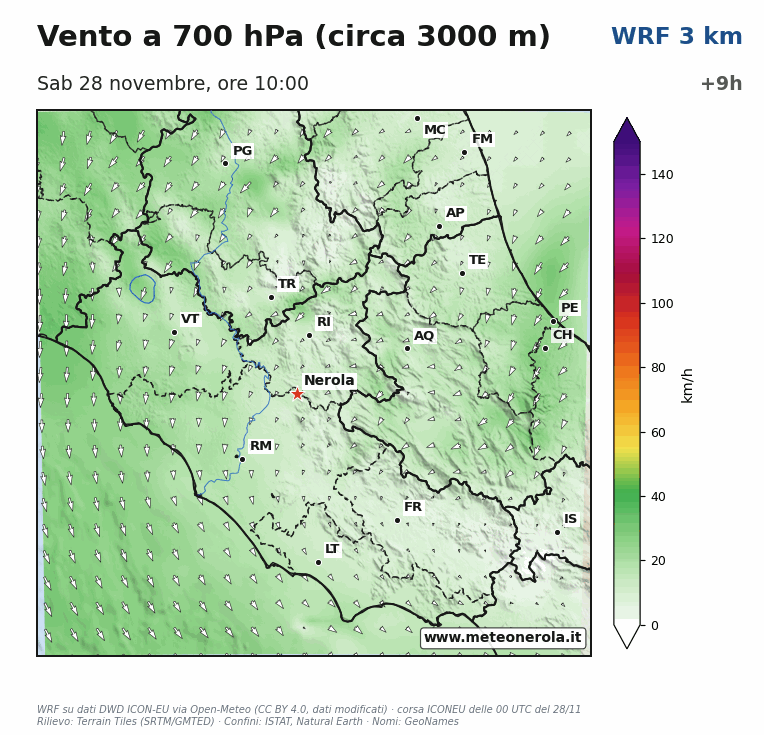 Vento a 700 hPa (circa 3000 m)
WRF 3 km
Sab 28 novembre, ore 10:00
+9h
MC
FM
PG
AP
TE
TR
PE
VT
RI
AQ
CH
Nerola
RM
FR
IS
LT
www.meteonerola.it
140
120
100
80
60
40
20
0
km/h
WRF su dati DWD ICON-EU via Open-Meteo (CC BY 4.0, dati modificati) · corsa ICONEU delle 00 UTC del 28/11
Rilievo: Terrain Tiles (SRTM/GMTED) · Confini: ISTAT, Natural Earth · Nomi: GeoNames